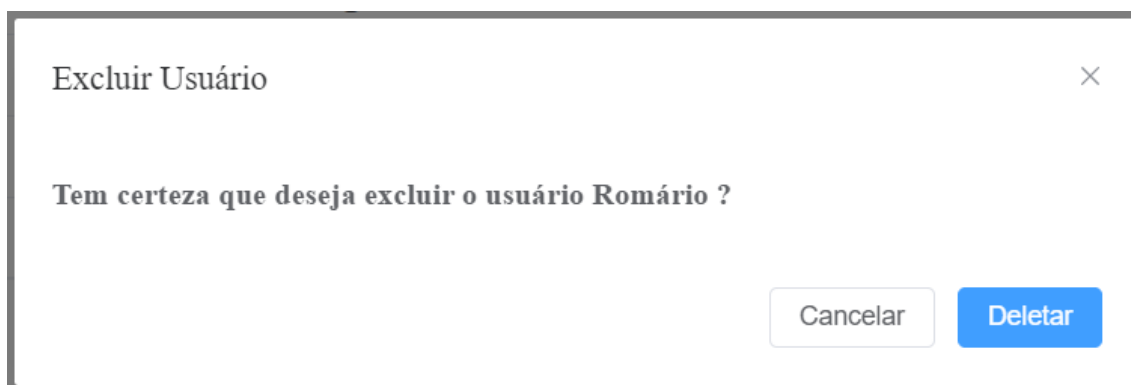 Excluir Usuário
Tem certeza que deseja excluir o usuário Romário ?
Cancelar
Deletar